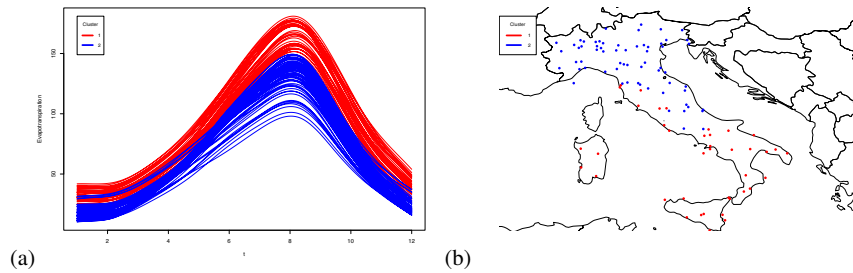 Cluster
1
2
Evapotranspiration
150
100
50
2
4
6
8
10
12
t
(a)
Cluster
1
2
(b)